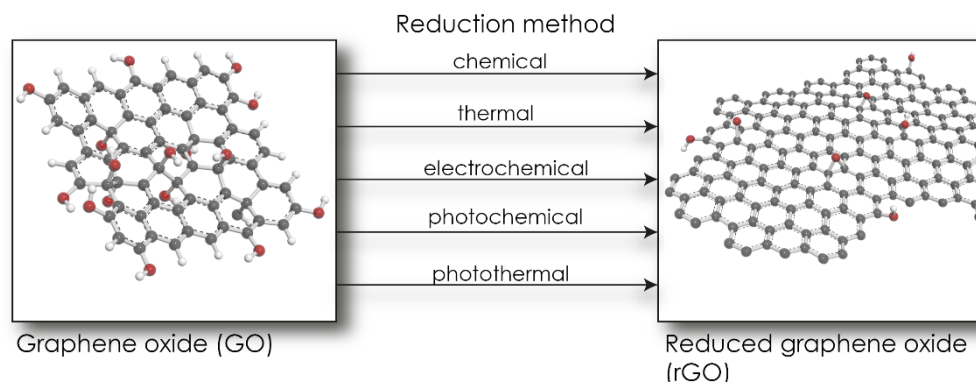 Reduction method
chemical
thermal
electrochemical
photochemical
photothermal
Graphene oxide (GO)
Reduced graphene oxide
(rGO)